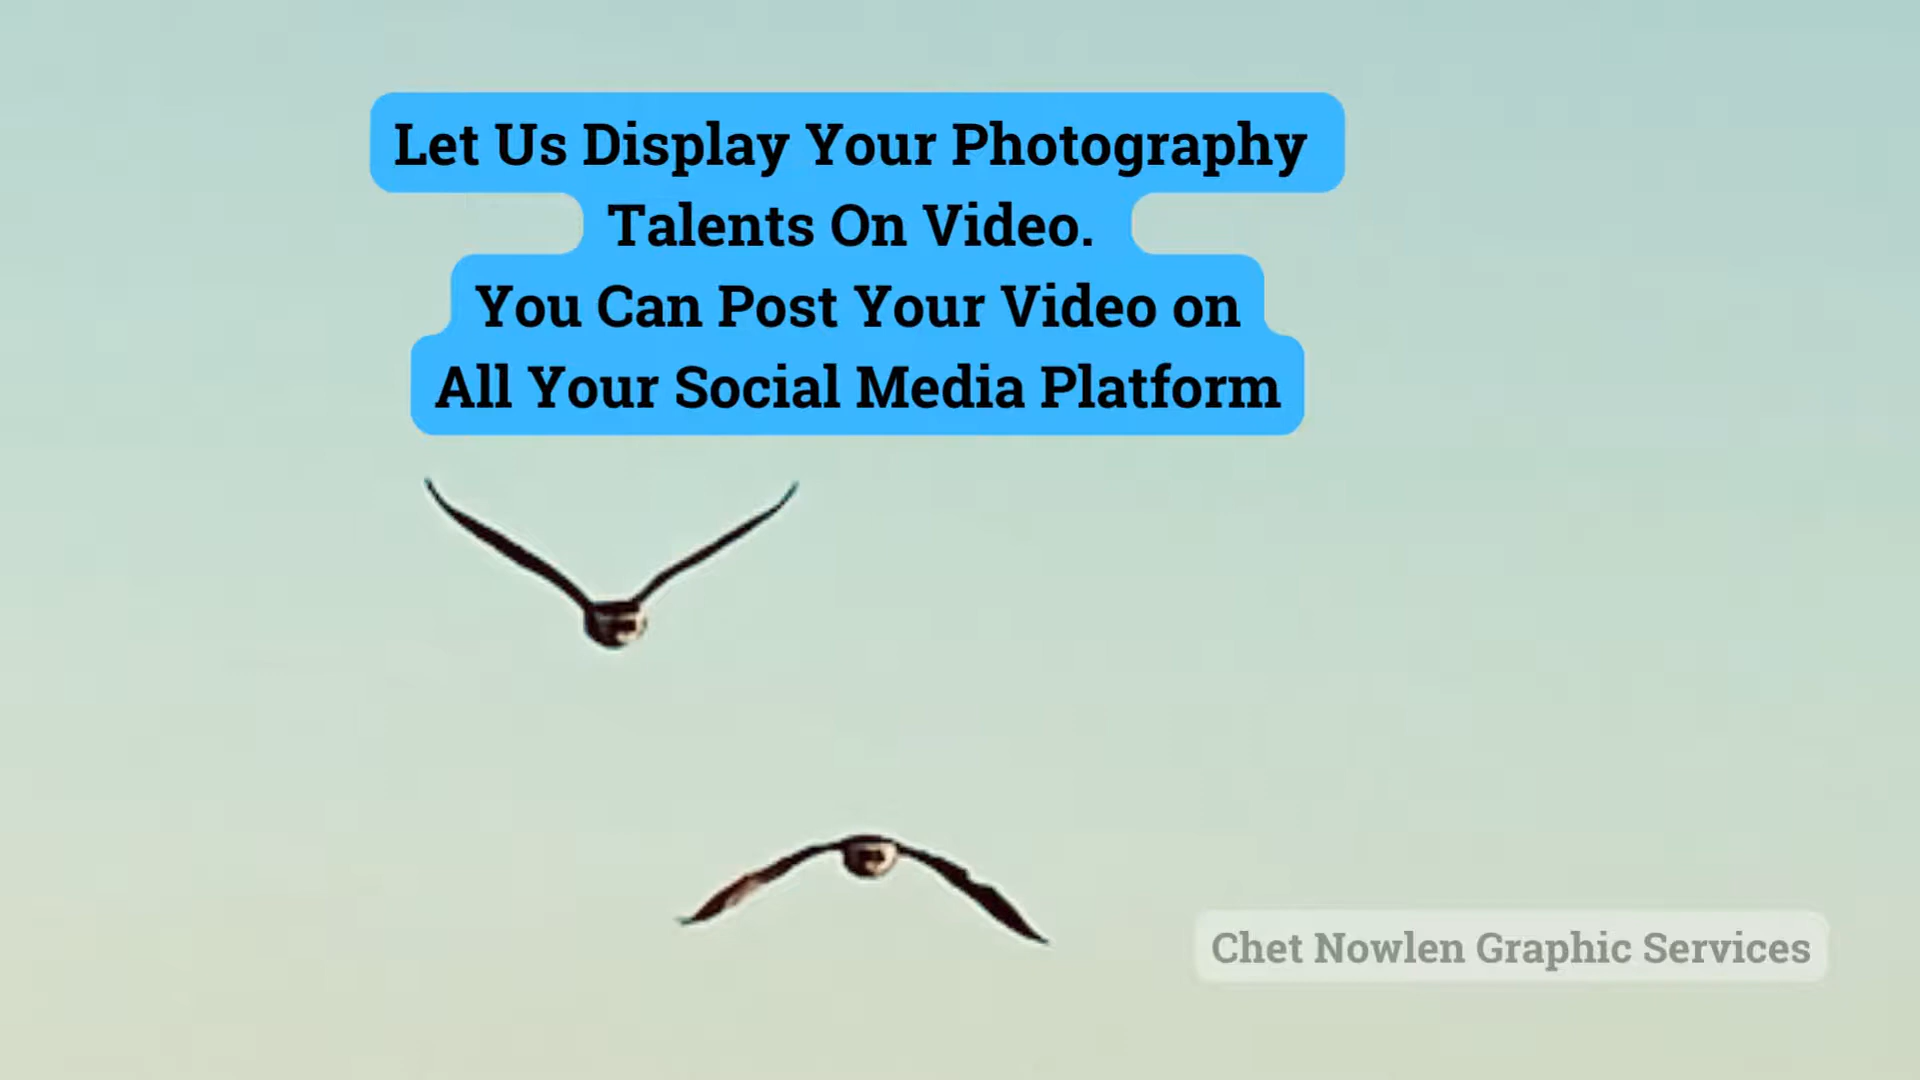 Let Us Display Your Photography
Talents On Video.
You Can Post Your Video on
All Your Social Media Platform
Chet Nowlen Graphic Services